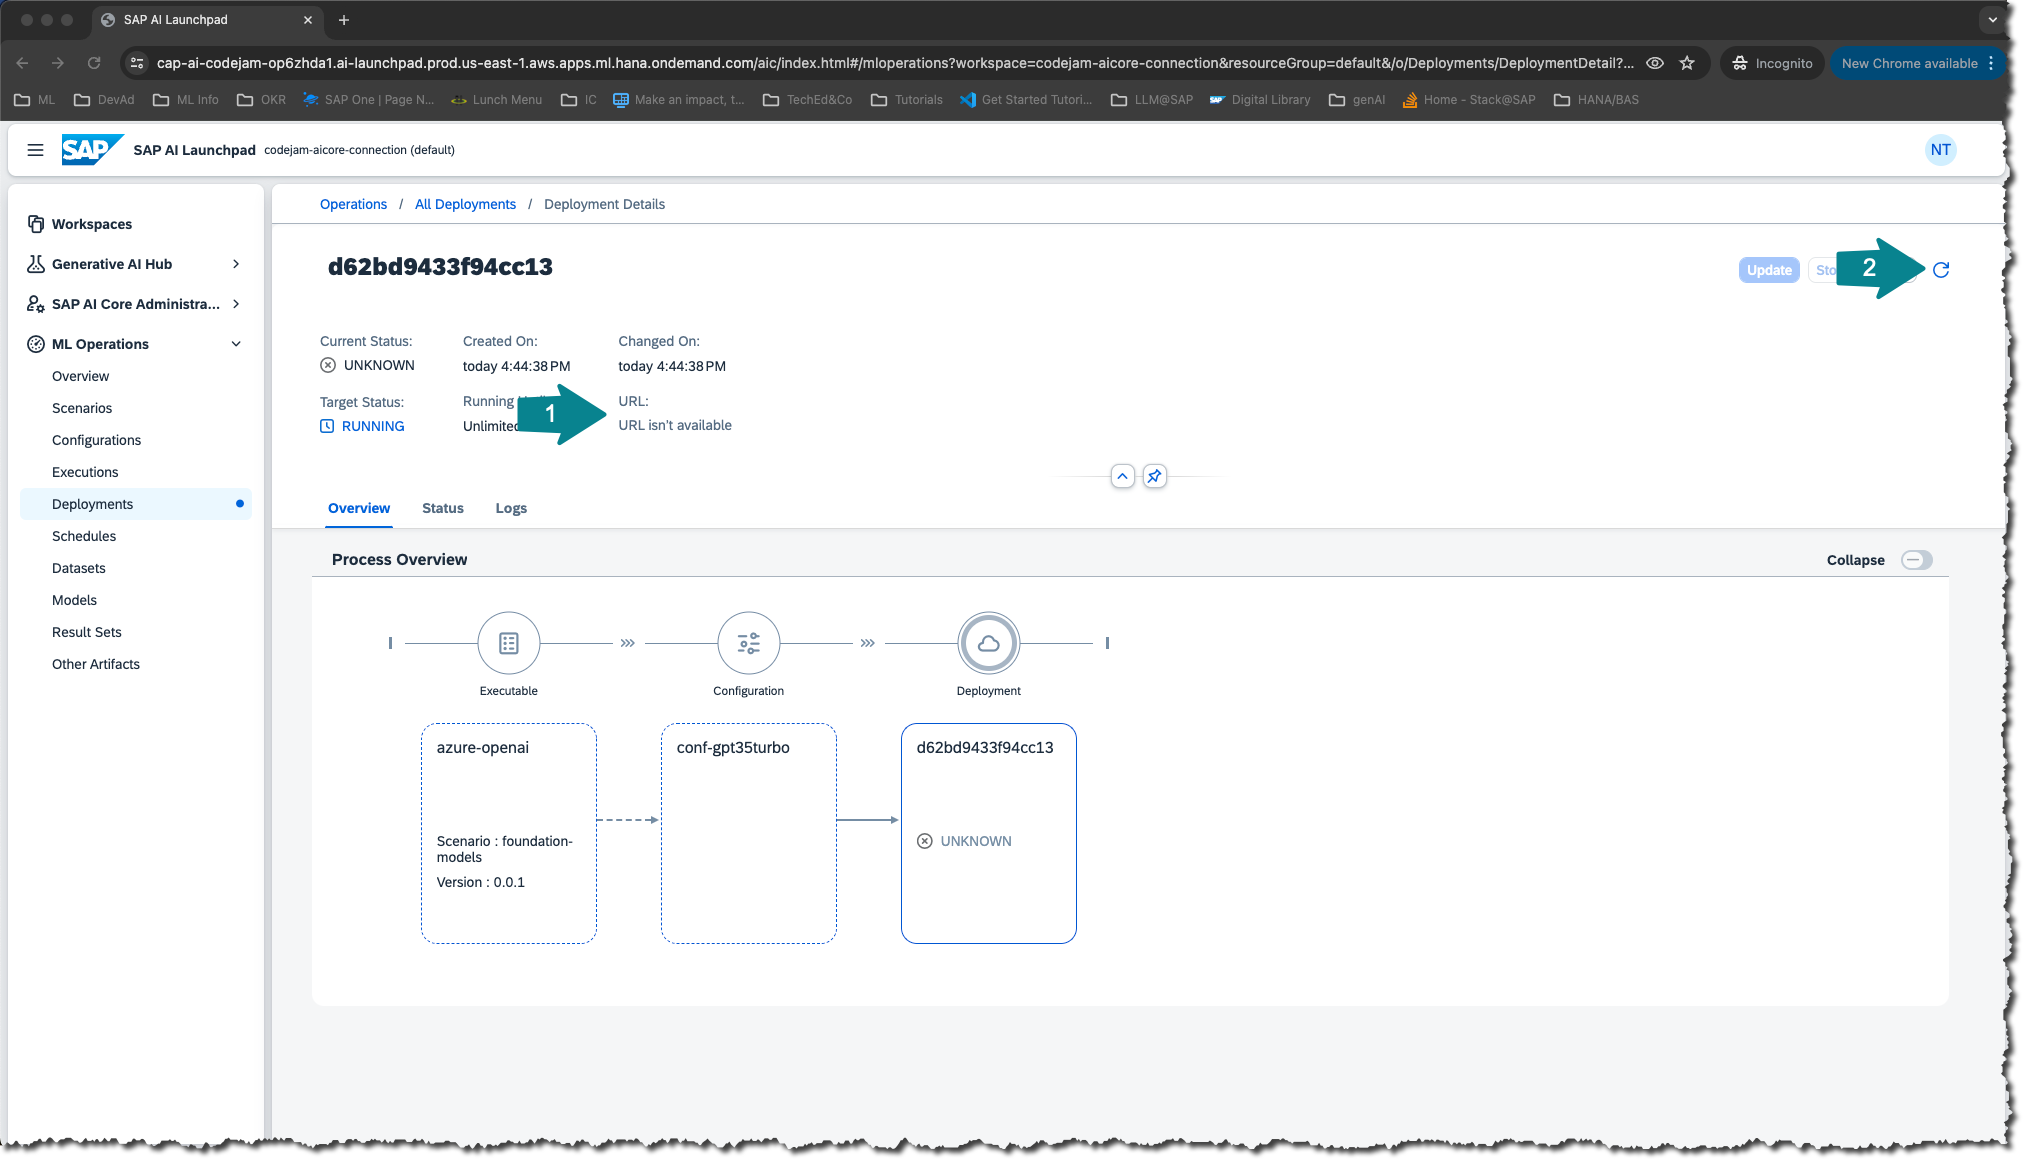 SAP AI Launchpad
cap-ai-codejam-op6zhda1.ai-launchpad.prod.us-east-1.aws.apps.ml.hana.ondemand.com/aic/index.html#/mloperations?workspace=codejam-aicore-connection&resourceGroup=default&/o/Deployments/DeploymentDetail?...
Incognito
New Chrome available
ML
DevAd
ML Info
OKR
SAP One | Page N...
Lunch Menu
IC
Make an impact, t...
TechEd&Co
Tutorials
Get Started Tutori...
LLM@SAP
Digital Library
genAI
Home - Stack@SAP
HANA/BAS
SAP
SAP AI Launchpad
codejam-aicore-connection (default)
NT
Workspaces
Generative AI Hub
SAP AI Core Administra...
ML Operations
Overview
Scenarios
Configurations
Executions
Deployments
Schedules
Datasets
Models
Result Sets
Other Artifacts
Operations / All Deployments / Deployment Details
d62bd9433f94cc13
Update
2
Current Status:
UNKNOWN
Created On:
today 4:44:38 PM
Changed On:
today 4:44:38 PM
Target Status:
RUNNING
Running
Unlimited
1
URL:
URL isn't available
Overview
Status
Logs
Process Overview
Collapse
Executable
Configuration
Deployment
azure-openai
Scenario : foundation-
models
Version : 0.0.1
conf-gpt35turbo
d62bd9433f94cc13
UNKNOWN